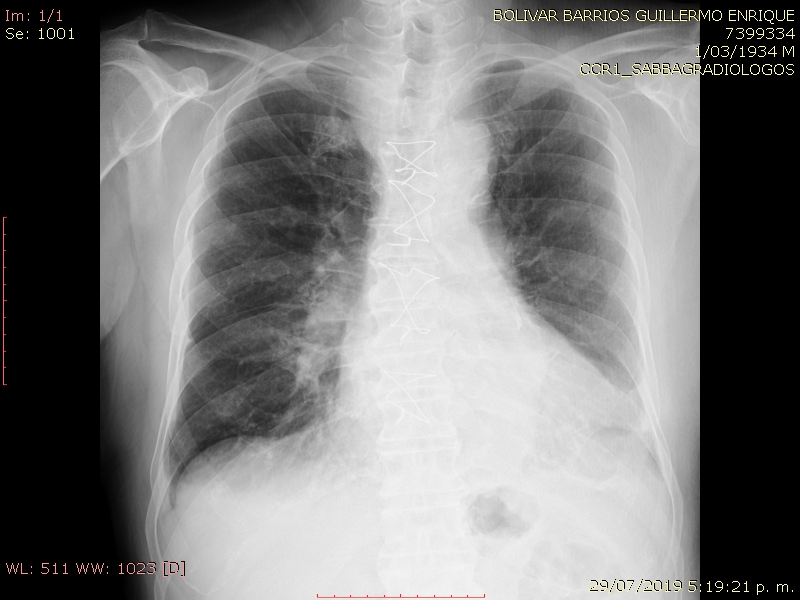 Im: 1/1
Se: 1001
BOLIVAR BARRIOS GUILLERMO ENRIQUE
7399334
1/03/1934 M
CCR1_SABBAGRADIOLOGOS
WL: 511 WW: 1023 [D]
29/07/2019 5:19:21 p. m.